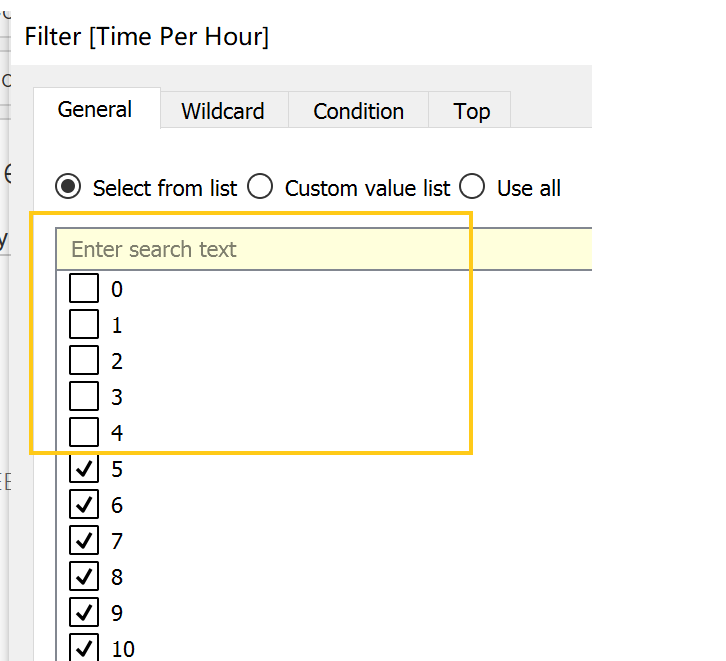 Filter [Time Per Hour]
General Wildcard Condition Top
Select from list Custom value list Use all
Enter search text
0
1
2
3
4
5
6
7
8
9
10